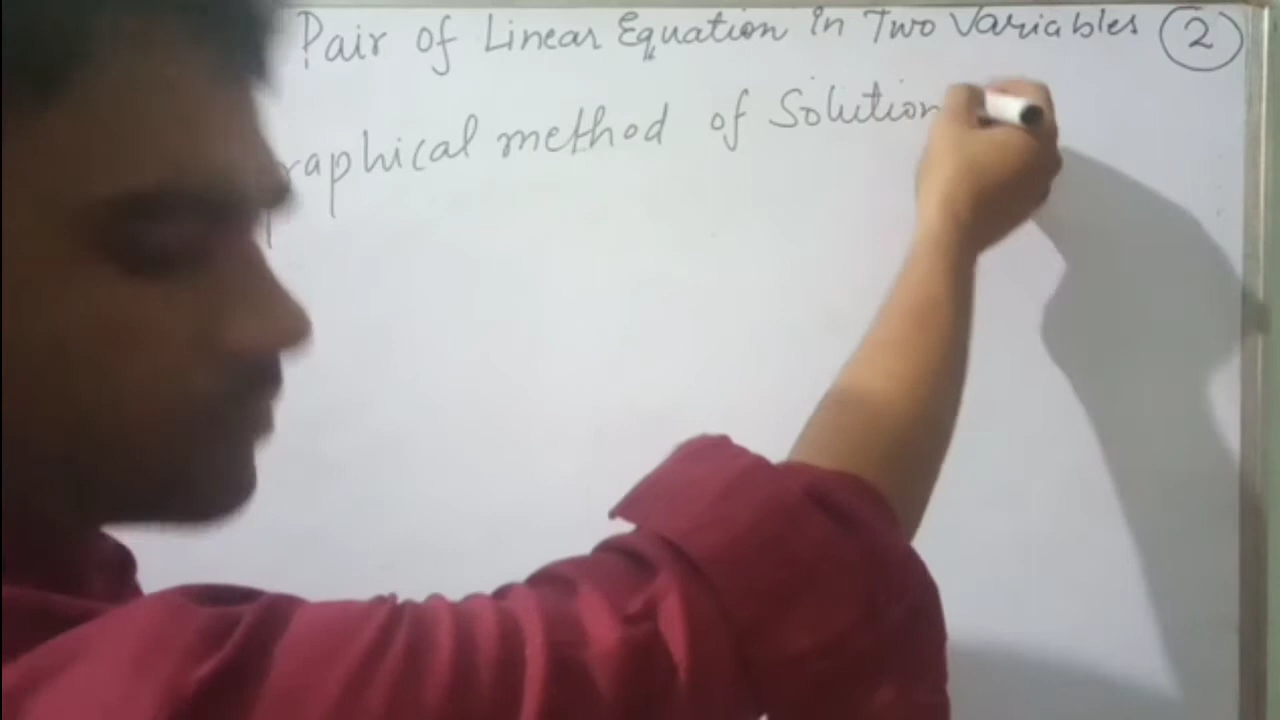 Pair of Linear Equation in Two Variables 2
raphical method of Solution